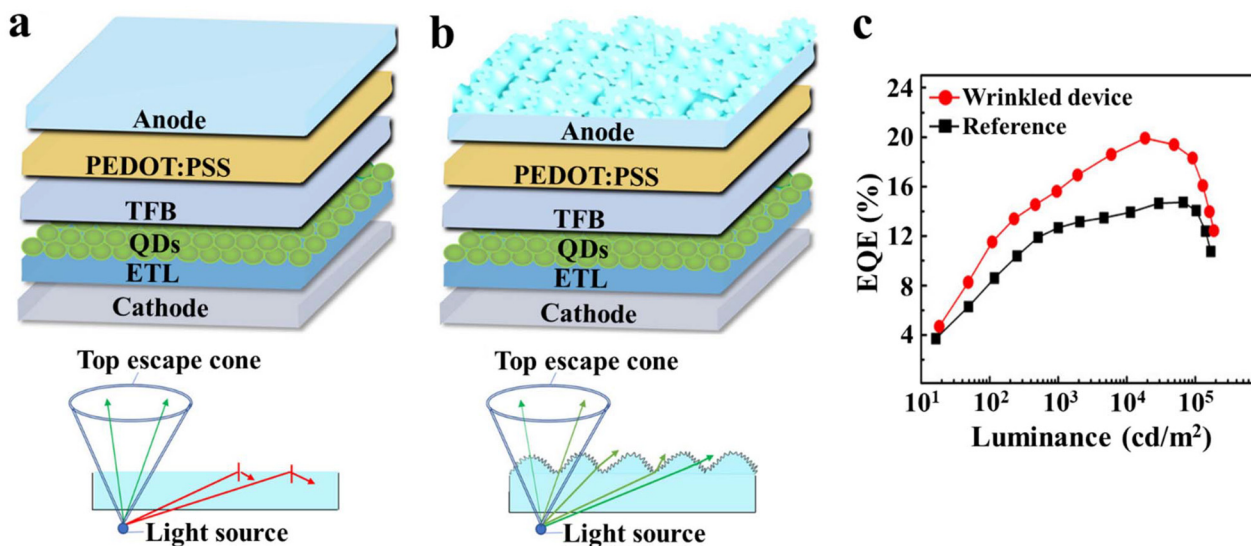 a
Anode
PEDOT:PSS
TFB
QDs
ETL
Cathode
Top escape cone
Light source
b
Anode
PEDOT:PSS
TFB
QDs
ETL
Cathode
Top escape cone
Light source
c
24
20
16
12
8
4
EQE (%)
Wrinkled device
Reference
10¹ 10² 10³ 10⁴ 10⁵
Luminance (cd/m²)